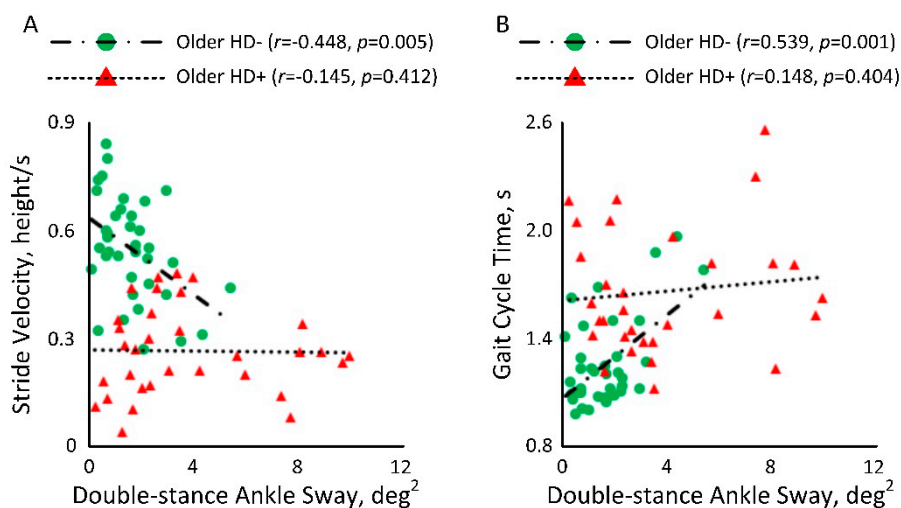 A
Older HD- (r=-0.448, p=0.005)
Older HD+ (r=-0.145, p=0.412)
Stride Velocity, height/s
0.9
0.6
0.3
0
0 4 8 12
Double-stance Ankle Sway, deg²
B
Older HD- (r=0.539, p=0.001)
Older HD+ (r=0.148, p=0.404)
Gait Cycle Time, s
2.6
2.0
1.4
0.8
0 4 8 12
Double-stance Ankle Sway, deg²